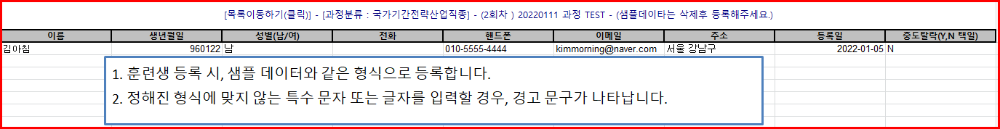 [목록이동하기(클릭)] - [과정분류 : 국가기간전략산업직종] - (2회차 ) 20220111 과정 TEST - (샘플데이타는 삭제후 등록해주세요.)
이름 생년월일 성별(남/여) 전화 핸드폰 이메일 주소 등록일 중도탈락(Y,N 택일)
김아침 960122 남 010-5555-4444 kimmorning@naver.com 서울 강남구 2022-01-05 N
1. 훈련생 등록 시, 샘플 데이터와 같은 형식으로 등록합니다.
2. 정해진 형식에 맞지 않는 특수 문자 또는 글자를 입력할 경우, 경고 문구가 나타납니다.